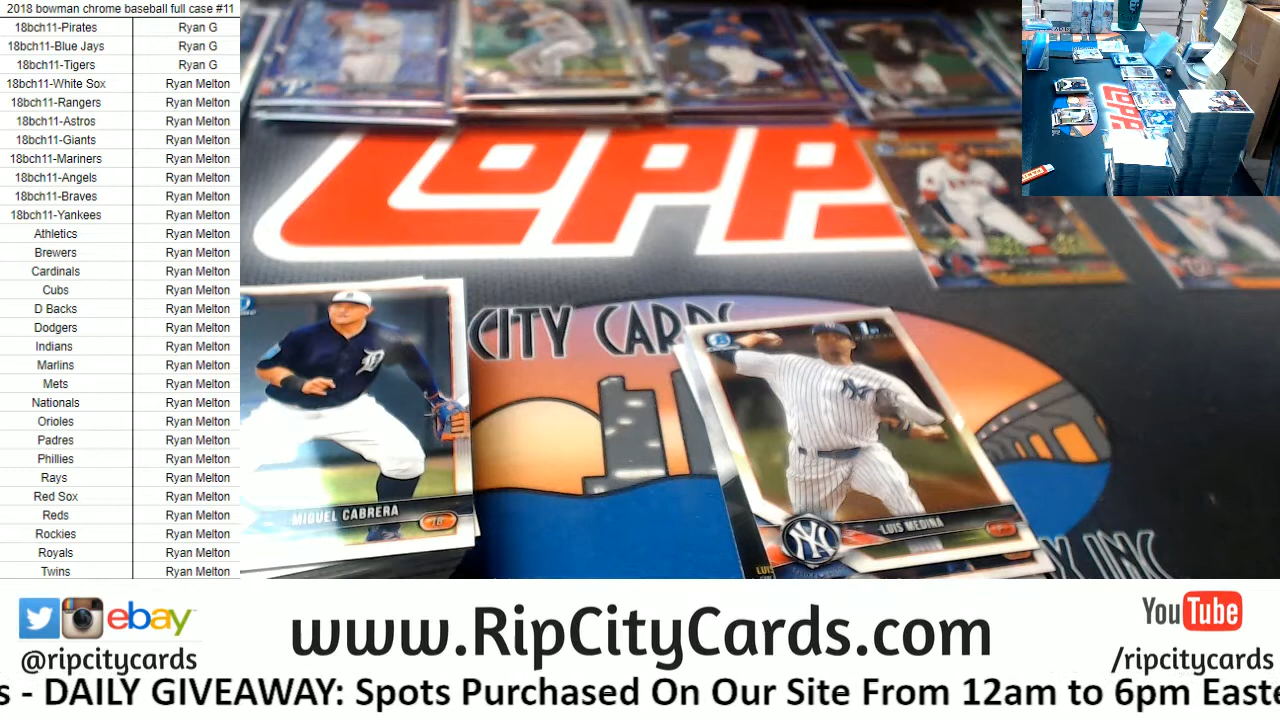 2018 bowman chrome baseball full case #11
18bch11-Pirates Ryan G
18bch11-Blue Jays Ryan G
18bch11-Tigers Ryan G
18bch11-White Sox Ryan Melton
18bch11-Rangers Ryan Melton
18bch11-Astros Ryan Melton
18bch11-Giants Ryan Melton
18bch11-Mariners Ryan Melton
18bch11-Angels Ryan Melton
18bch11-Braves Ryan Melton
18bch11-Yankees Ryan Melton
Athletics Ryan Melton
Brewers Ryan Melton
Cardinals Ryan Melton
Cubs Ryan Melton
D Backs Ryan Melton
Dodgers Ryan Melton
Indians Ryan Melton
Marlins Ryan Melton
Mets Ryan Melton
Nationals Ryan Melton
Orioles Ryan Melton
Padres Ryan Melton
Phillies Ryan Melton
Rays Ryan Melton
Red Sox Ryan Melton
Reds Ryan Melton
Rockies Ryan Melton
Royals Ryan Melton
Twins Ryan Melton
CITY CARDS
MIGUEL CABRERA
LUIS MEDINA
ebay
@ripcitycards
www.RipCityCards.com
YouTube
/ripcitycards
s - DAILY GIVEAWAY: Spots Purchased On Our Site From 12am to 6pm Easte